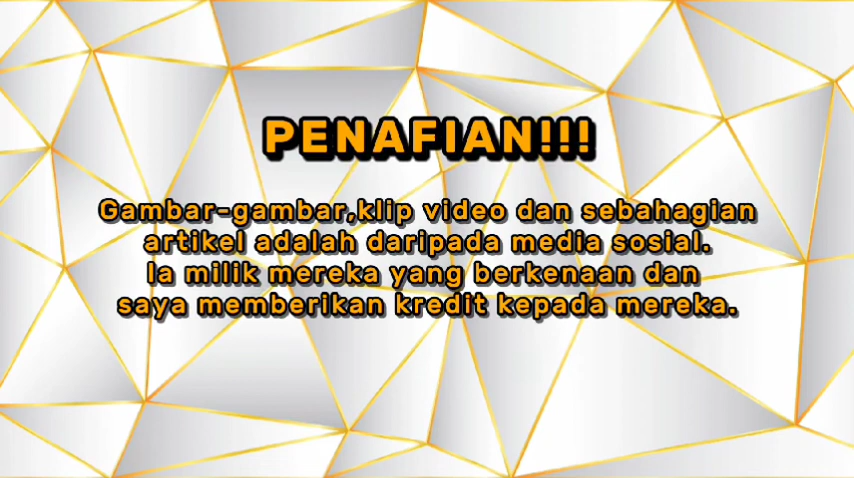 PENAFIAN!!!
Gambar-gambar,klip video dan sebahagian
artikel adalah daripada media sosial.
Ia milik mereka yang berkenaan dan
saya memberikan kredit kepada mereka.